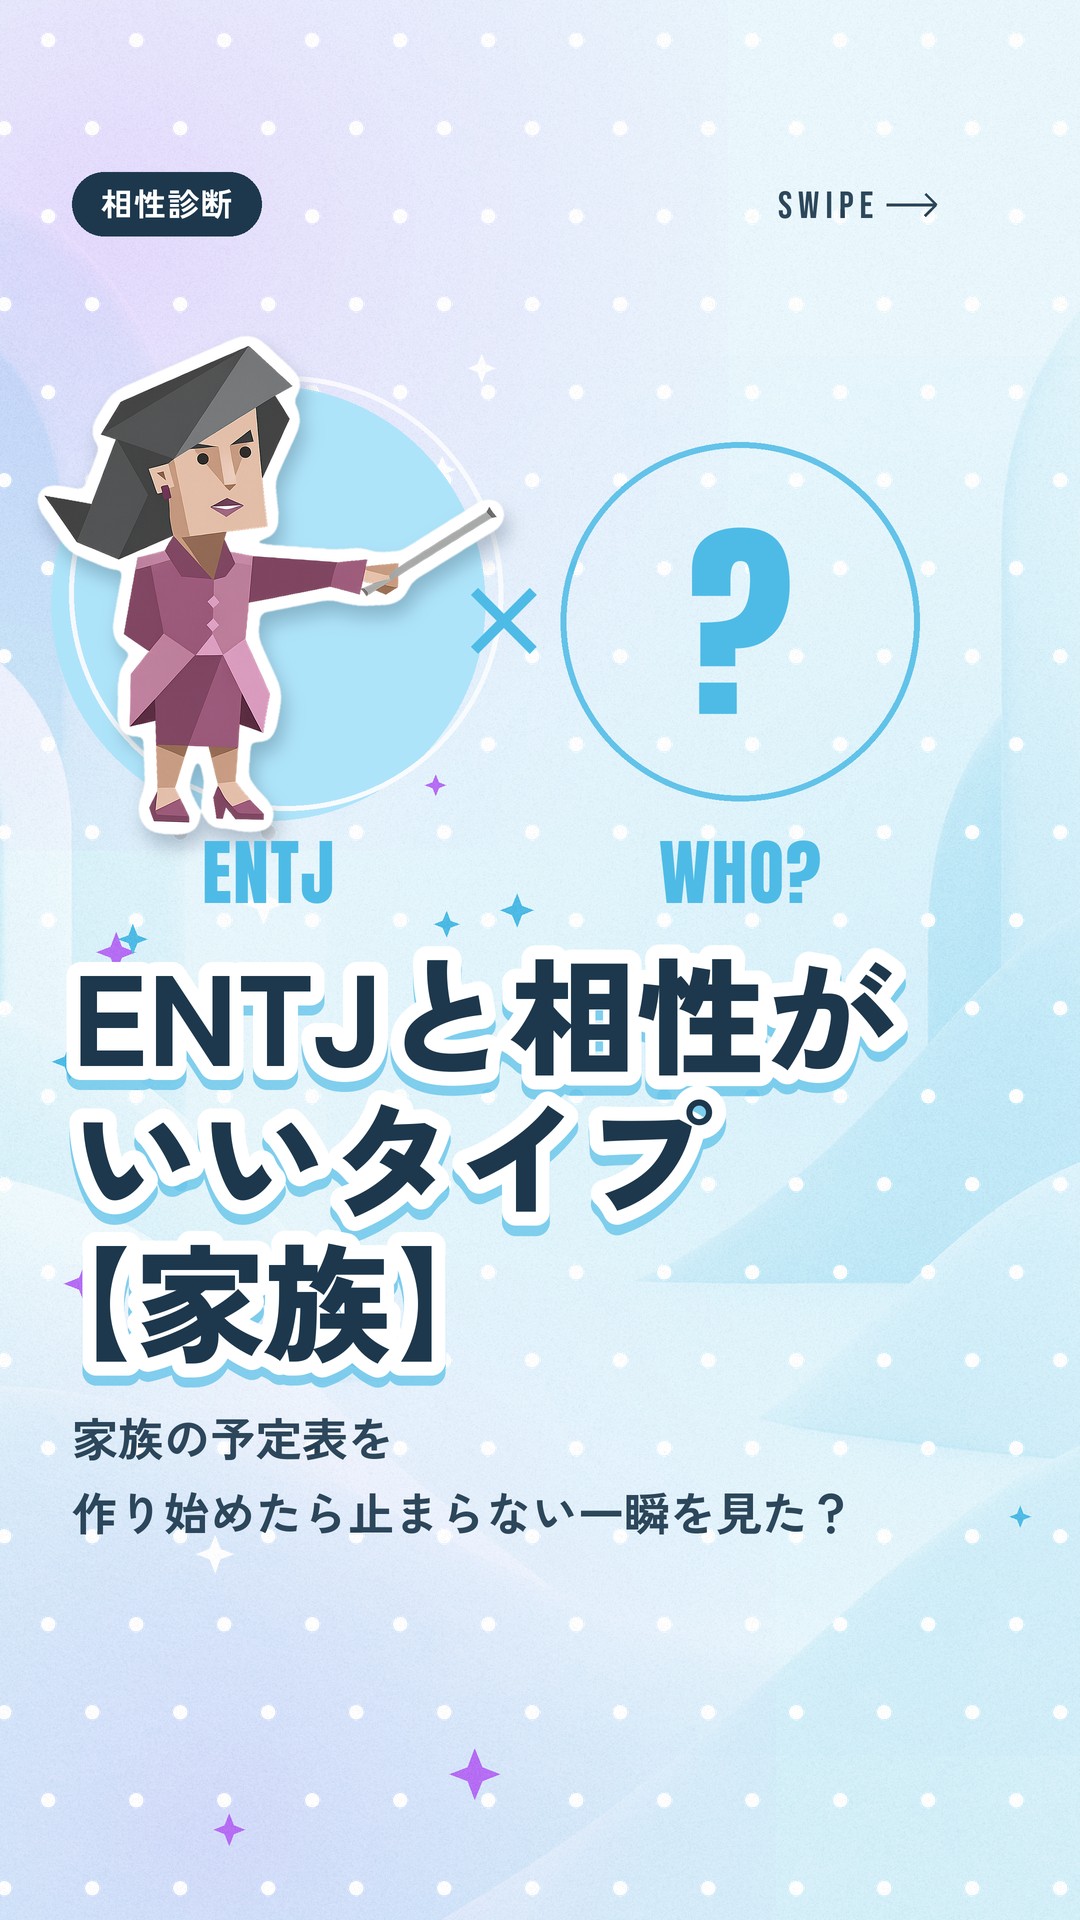 相性診断
SWIPE →
?
×
ENTJ
WHO?
ENTJと相性が
いいタイプ
【家族】
家族の予定表を
作り始めたら止まらない一瞬を見た？